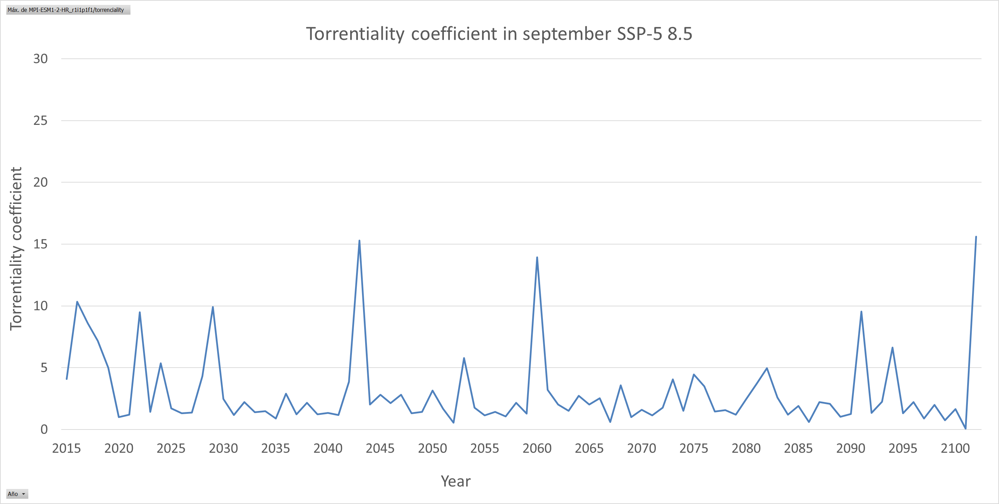 Máx. de MPI-ESM1-2-HR_r1i1p1f1/torrenciality
Torrentiality coefficient in september SSP-5 8.5
30
25
20
15
10
5
0
Torrentiality coefficient
2015 2020 2025 2030 2035 2040 2045 2050 2055 2060 2065 2070 2075 2080 2085 2090 2095 2100
Year
Año